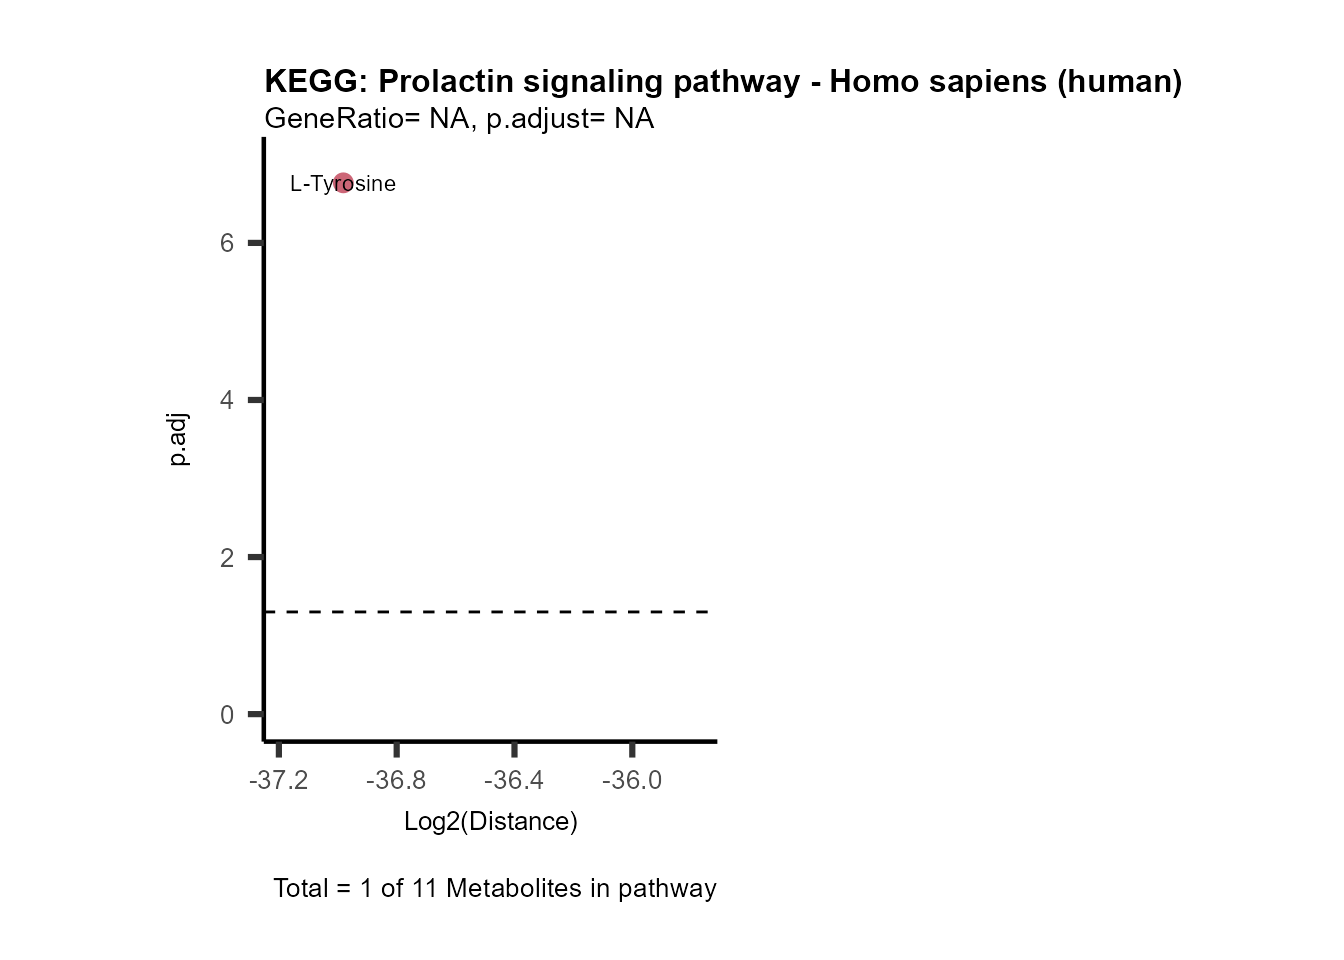 KEGG: Prolactin signaling pathway - Homo sapiens (human)
GeneRatio= NA, p.adjust= NA
L-Tyrosine
6
4
2
0
p.adj
-37.2
-36.8
-36.4
-36.0
Log2(Distance)
Total = 1 of 11 Metabolites in pathway